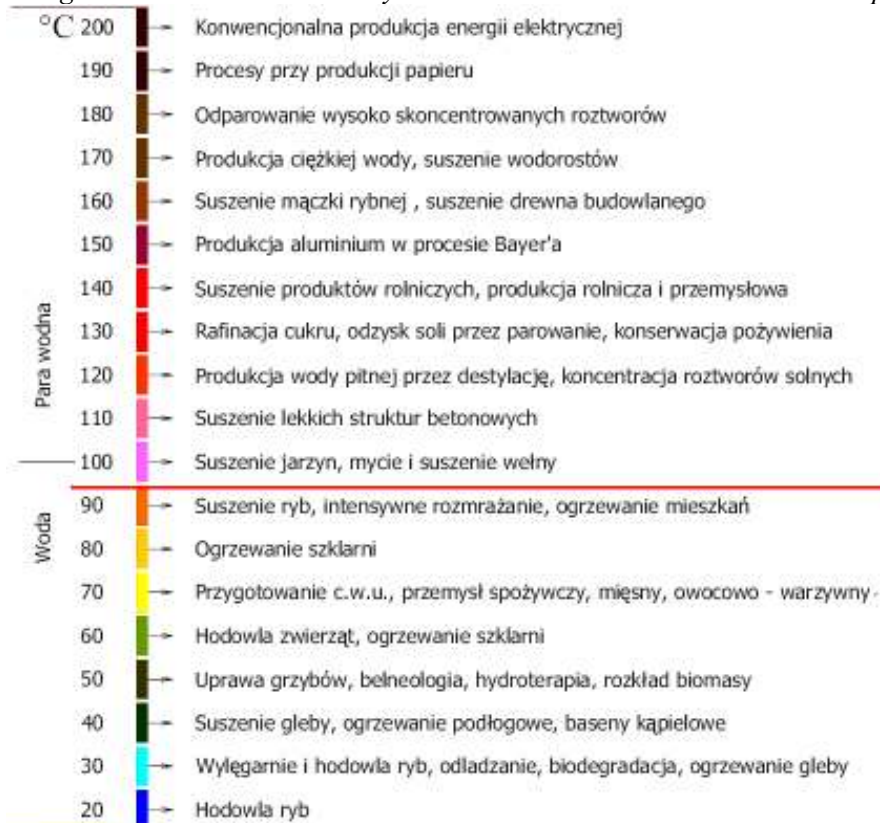 °C 200 Konwencjonalna produkcja energii elektrycznej
190 Procesy przy produkcji papieru
180 Odparowanie wysoko skoncentrowanych roztworów
170 Produkcja ciężkiej wody, suszenie wodorostów
160 Suszenie mączki rybnej , suszenie drewna budowlanego
150 Produkcja aluminium w procesie Bayer'a
140 Suszenie produktów rolniczych, produkcja rolnicza i przemysłowa
130 Rafinacja cukru, odzysk soli przez parowanie, konserwacja pożywienia
120 Produkcja wody pitnej przez destylację, koncentracja roztworów solnych
110 Suszenie lekkich struktur betonowych
100 Suszenie jarzyn, mycie i suszenie wełny
Para wodna
90 Suszenie ryb, intensywne rozmrażanie, ogrzewanie mieszkań
80 Ogrzewanie szklarni
70 Przygotowanie c.w.u., przemysł spożywczy, mięsny, owocowo - warzywny
60 Hodowla zwierząt, ogrzewanie szklarni
50 Uprawa grzybów, belneologia, hydroterapia, rozkład biomasy
40 Suszenie gleby, ogrzewanie podłogowe, baseny kąpielowe
30 Wylęgarnie i hodowla ryb, odladzanie, biodegradacja, ogrzewanie gleby
20 Hodowla ryb
Woda